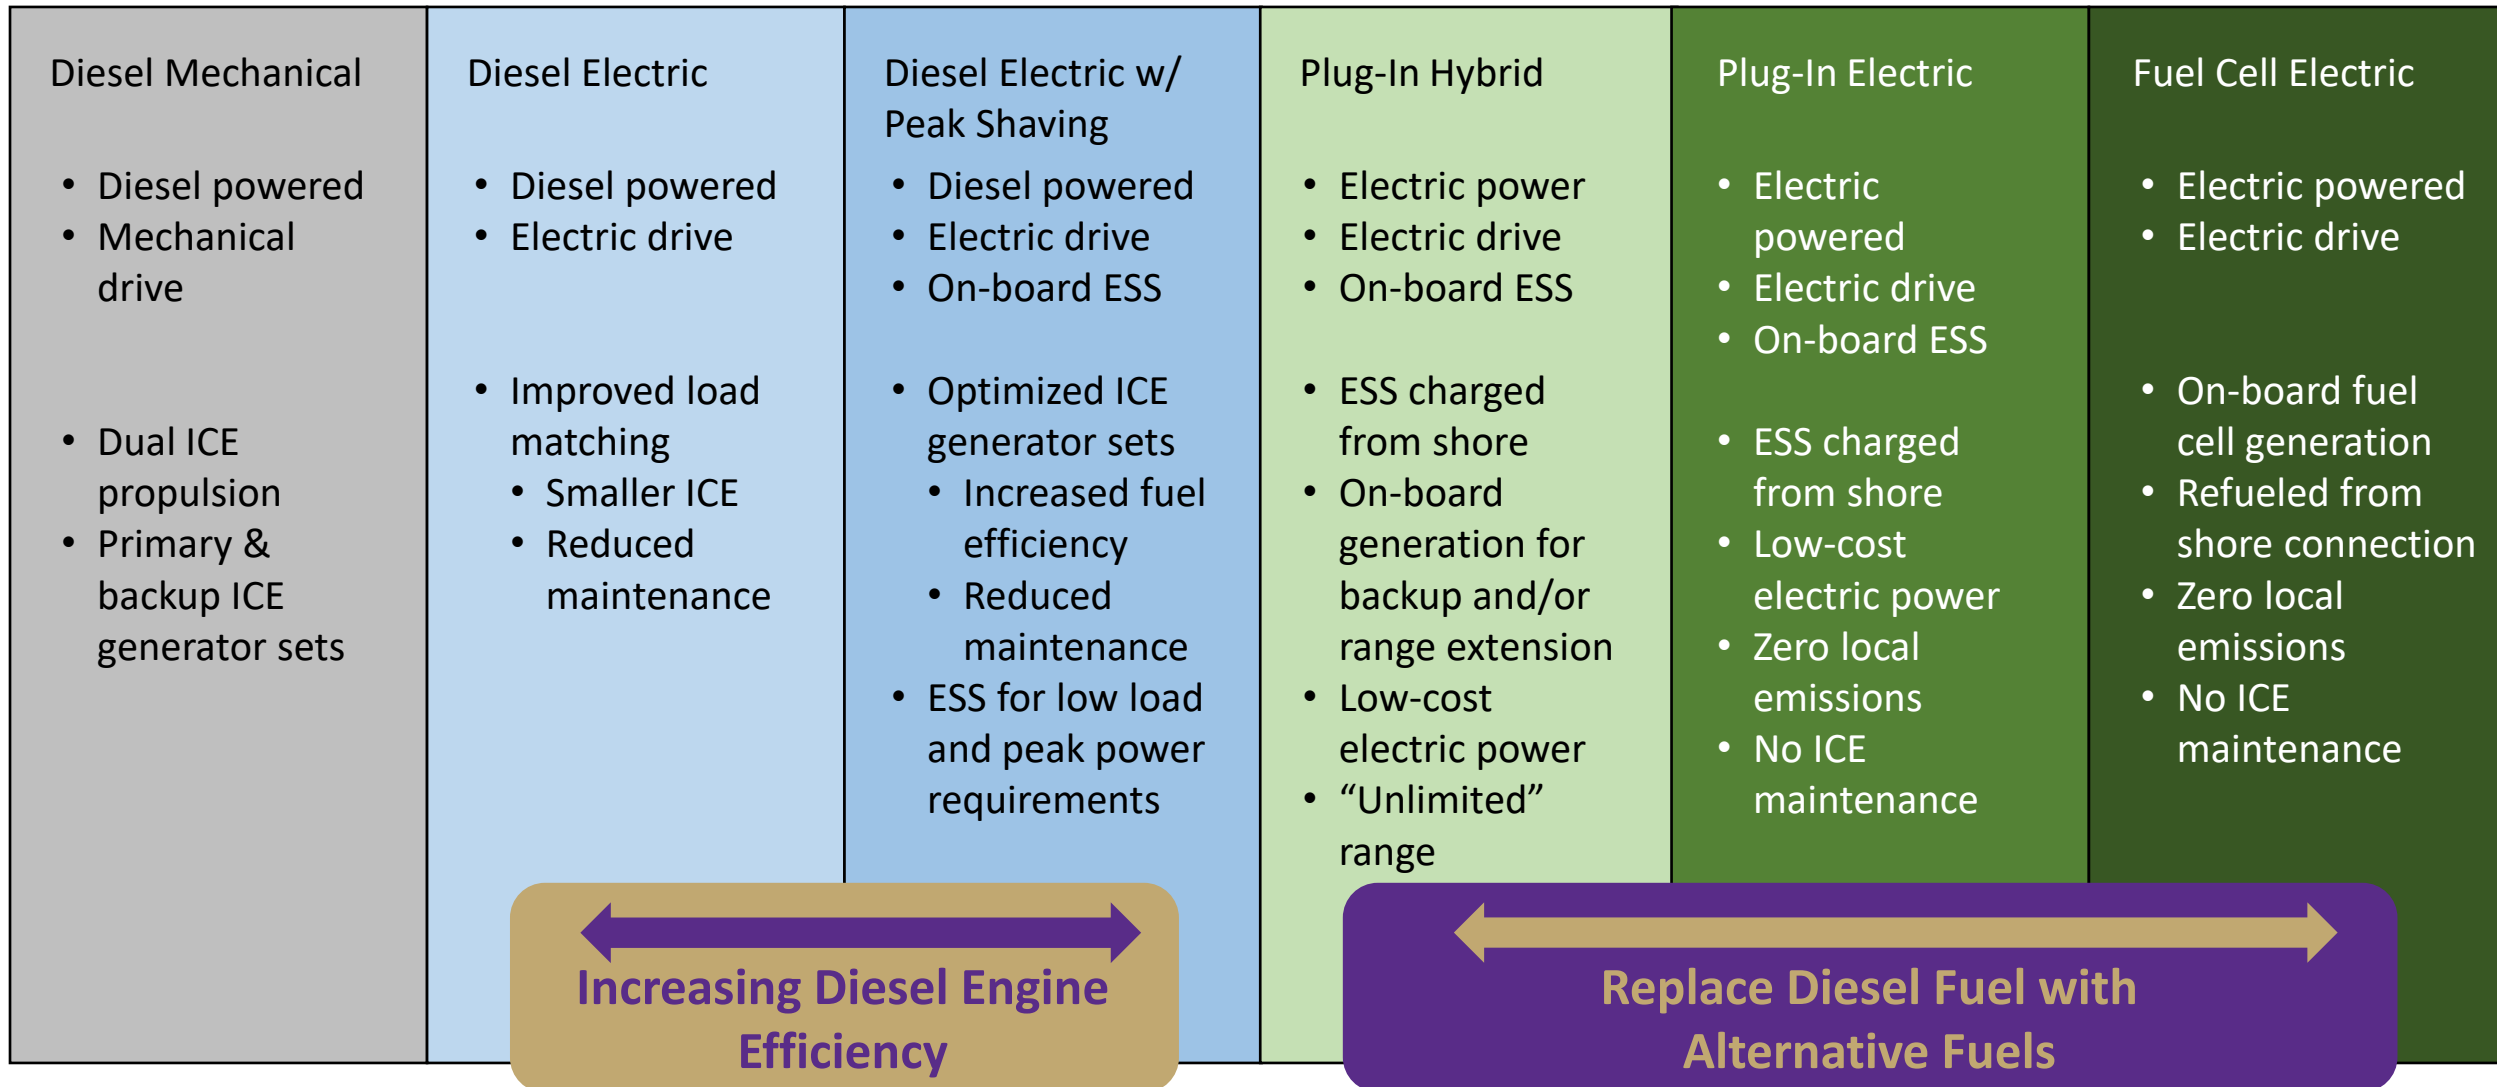 Diesel Mechanical
• Diesel powered
• Mechanical
drive
• Dual ICE
propulsion
• Primary &
backup ICE
generator sets
Diesel Electric
• Diesel powered
• Electric drive
• Improved load
matching
• Smaller ICE
• Reduced
maintenance
Diesel Electric w/
Peak Shaving
• Diesel powered
• Electric drive
• On-board ESS
• Optimized ICE
generator sets
• Increased fuel
efficiency
• Reduced
maintenance
• ESS for low load
and peak power
requirements
Plug-In Hybrid
• Electric power
• Electric drive
• On-board ESS
• ESS charged
from shore
• On-board
generation for
backup and/or
range extension
• Low-cost
electric power
• “Unlimited”
range
Plug-In Electric
• Electric
powered
• Electric drive
• On-board ESS
• ESS charged
from shore
• Low-cost
electric power
• Zero local
emissions
• No ICE
maintenance
Fuel Cell Electric
• Electric powered
• Electric drive
• On-board fuel
cell generation
• Refueled from
shore connection
• Zero local
emissions
• No ICE
maintenance
Increasing Diesel Engine
Efficiency
Replace Diesel Fuel with
Alternative Fuels